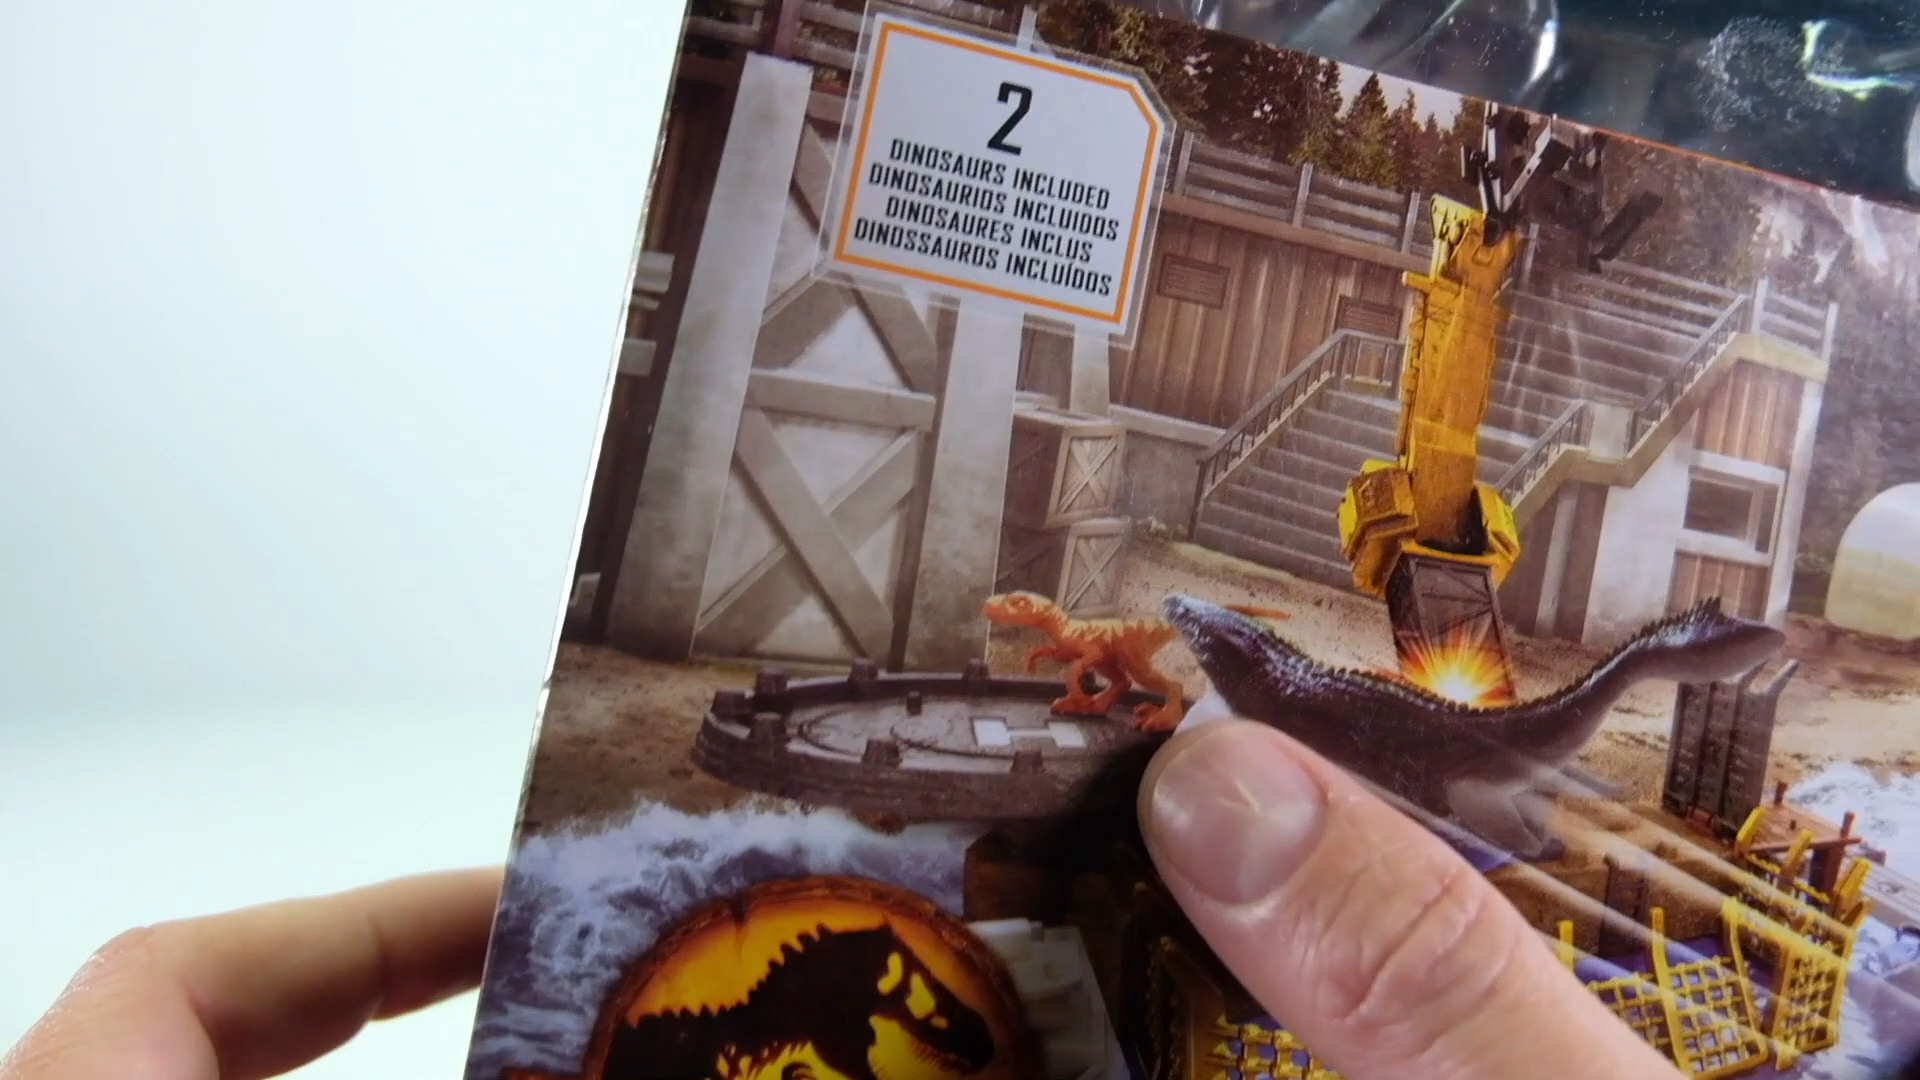 2
DINOSAURS INCLUDED
DINOSAURIOS INCLUIDOS
DINOSAURES INCLUS
DINOSSAUROS INCLUÍDOS
H